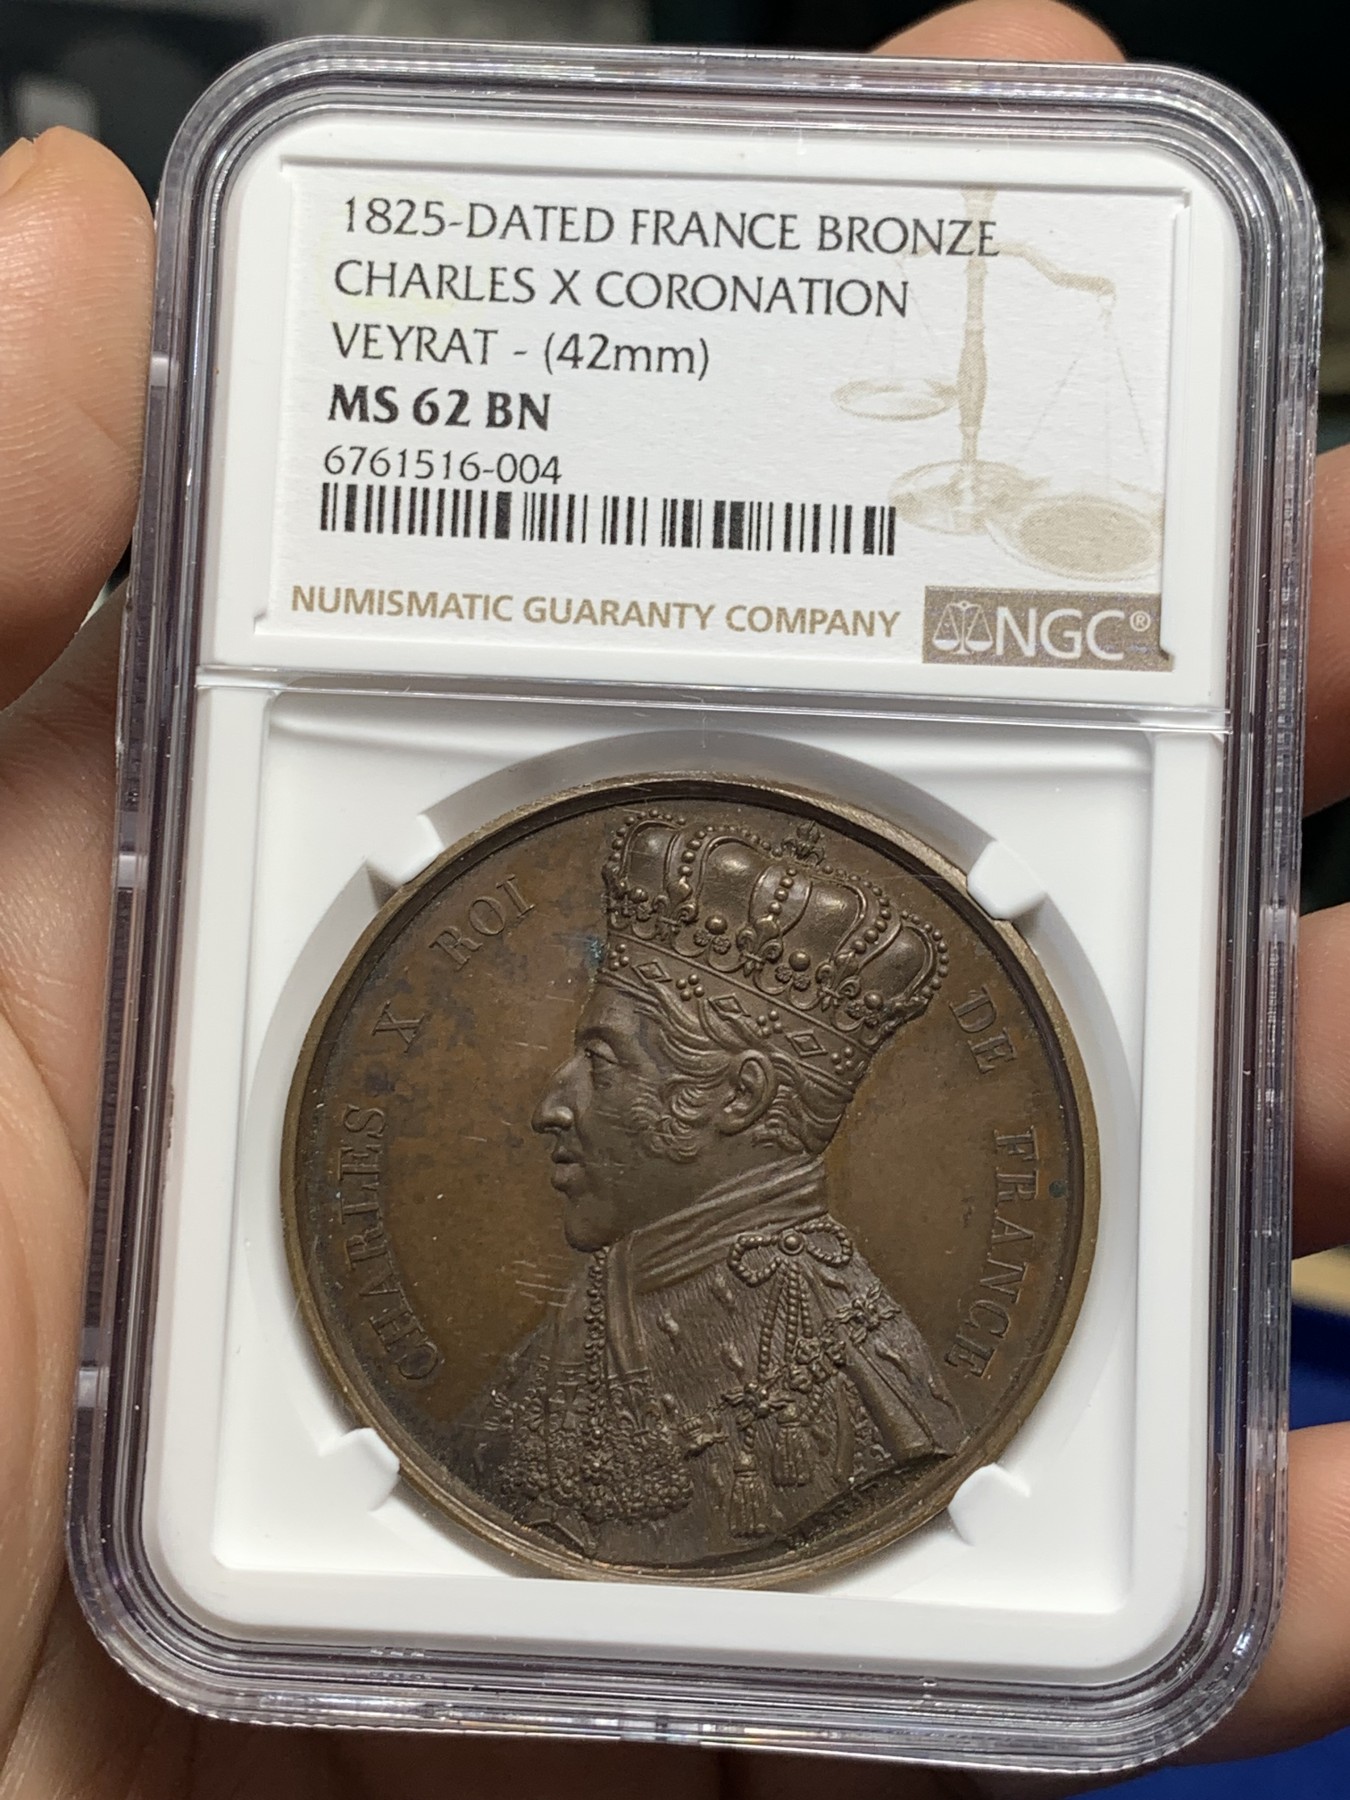 1825-DATED FRANCE BRONZE
CHARLES X CORONATION
VEYRAT - (42mm)
MS 62 BN
6761516-004
NUMISMATIC GUARANTY COMPANY
NGC®
CHARLES X ROI DE FRANCE